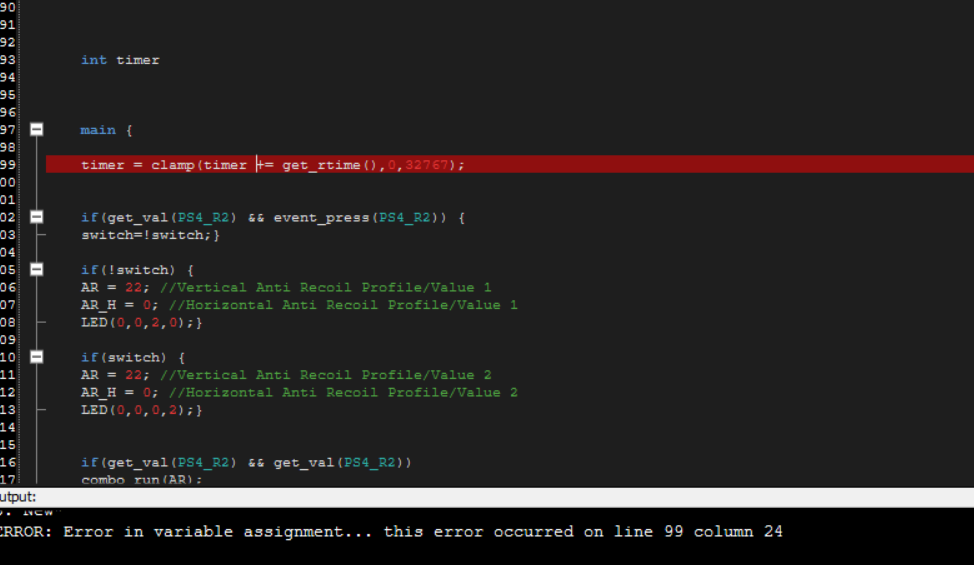 90
91
92
93 int timer
94
95
96
97 main {
98
99 timer = clamp(timer += get_rtime(),0,32767);
00
01
02 if(get_val(PS4_R2) && event_press(PS4_R2)) {
03 switch=!switch;}
04
05 if(!switch) {
06 AR = 22; //Vertical Anti Recoil Profile/Value 1
07 AR_H = 0; //Horizontal Anti Recoil Profile/Value 1
08 LED(0,0,2,0);}
09
10 if(switch) {
11 AR = 22; //Vertical Anti Recoil Profile/Value 2
12 AR_H = 0; //Horizontal Anti Recoil Profile/Value 2
13 LED(0,0,0,2);}
14
15
16 if(get_val(PS4_R2) && get_val(PS4_R2))
17 combo run(AR);
utput:
New"
ERROR: Error in variable assignment... this error occurred on line 99 column 24